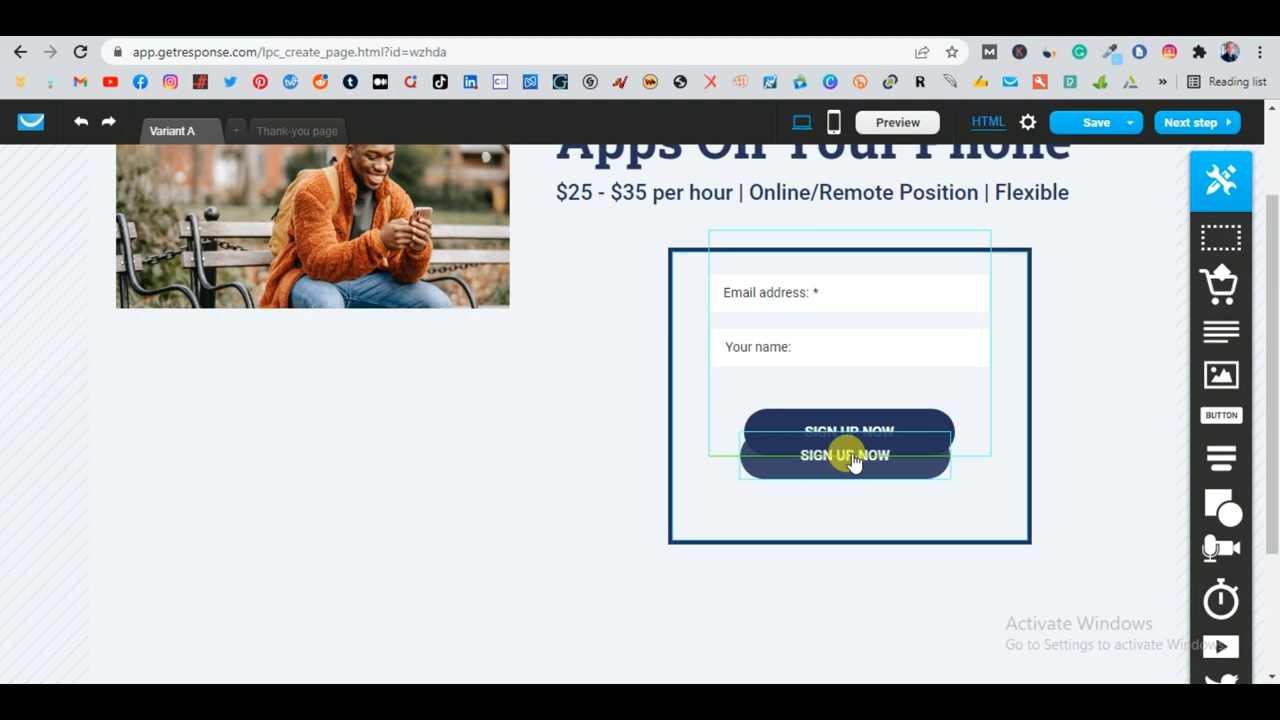 app.getresponse.com/lpc_create_page.html?id=wzhda
Reading list
Variant A
+
Thank-you page
Preview
HTML
Save
Next step
Apps On Your Phone
$25 - $35 per hour | Online/Remote Position | Flexible
Email address: *
Your name:
SIGN UP NOW
SIGN UP NOW
BUTTON
Activate Windows
Go to Settings to activate Windows.